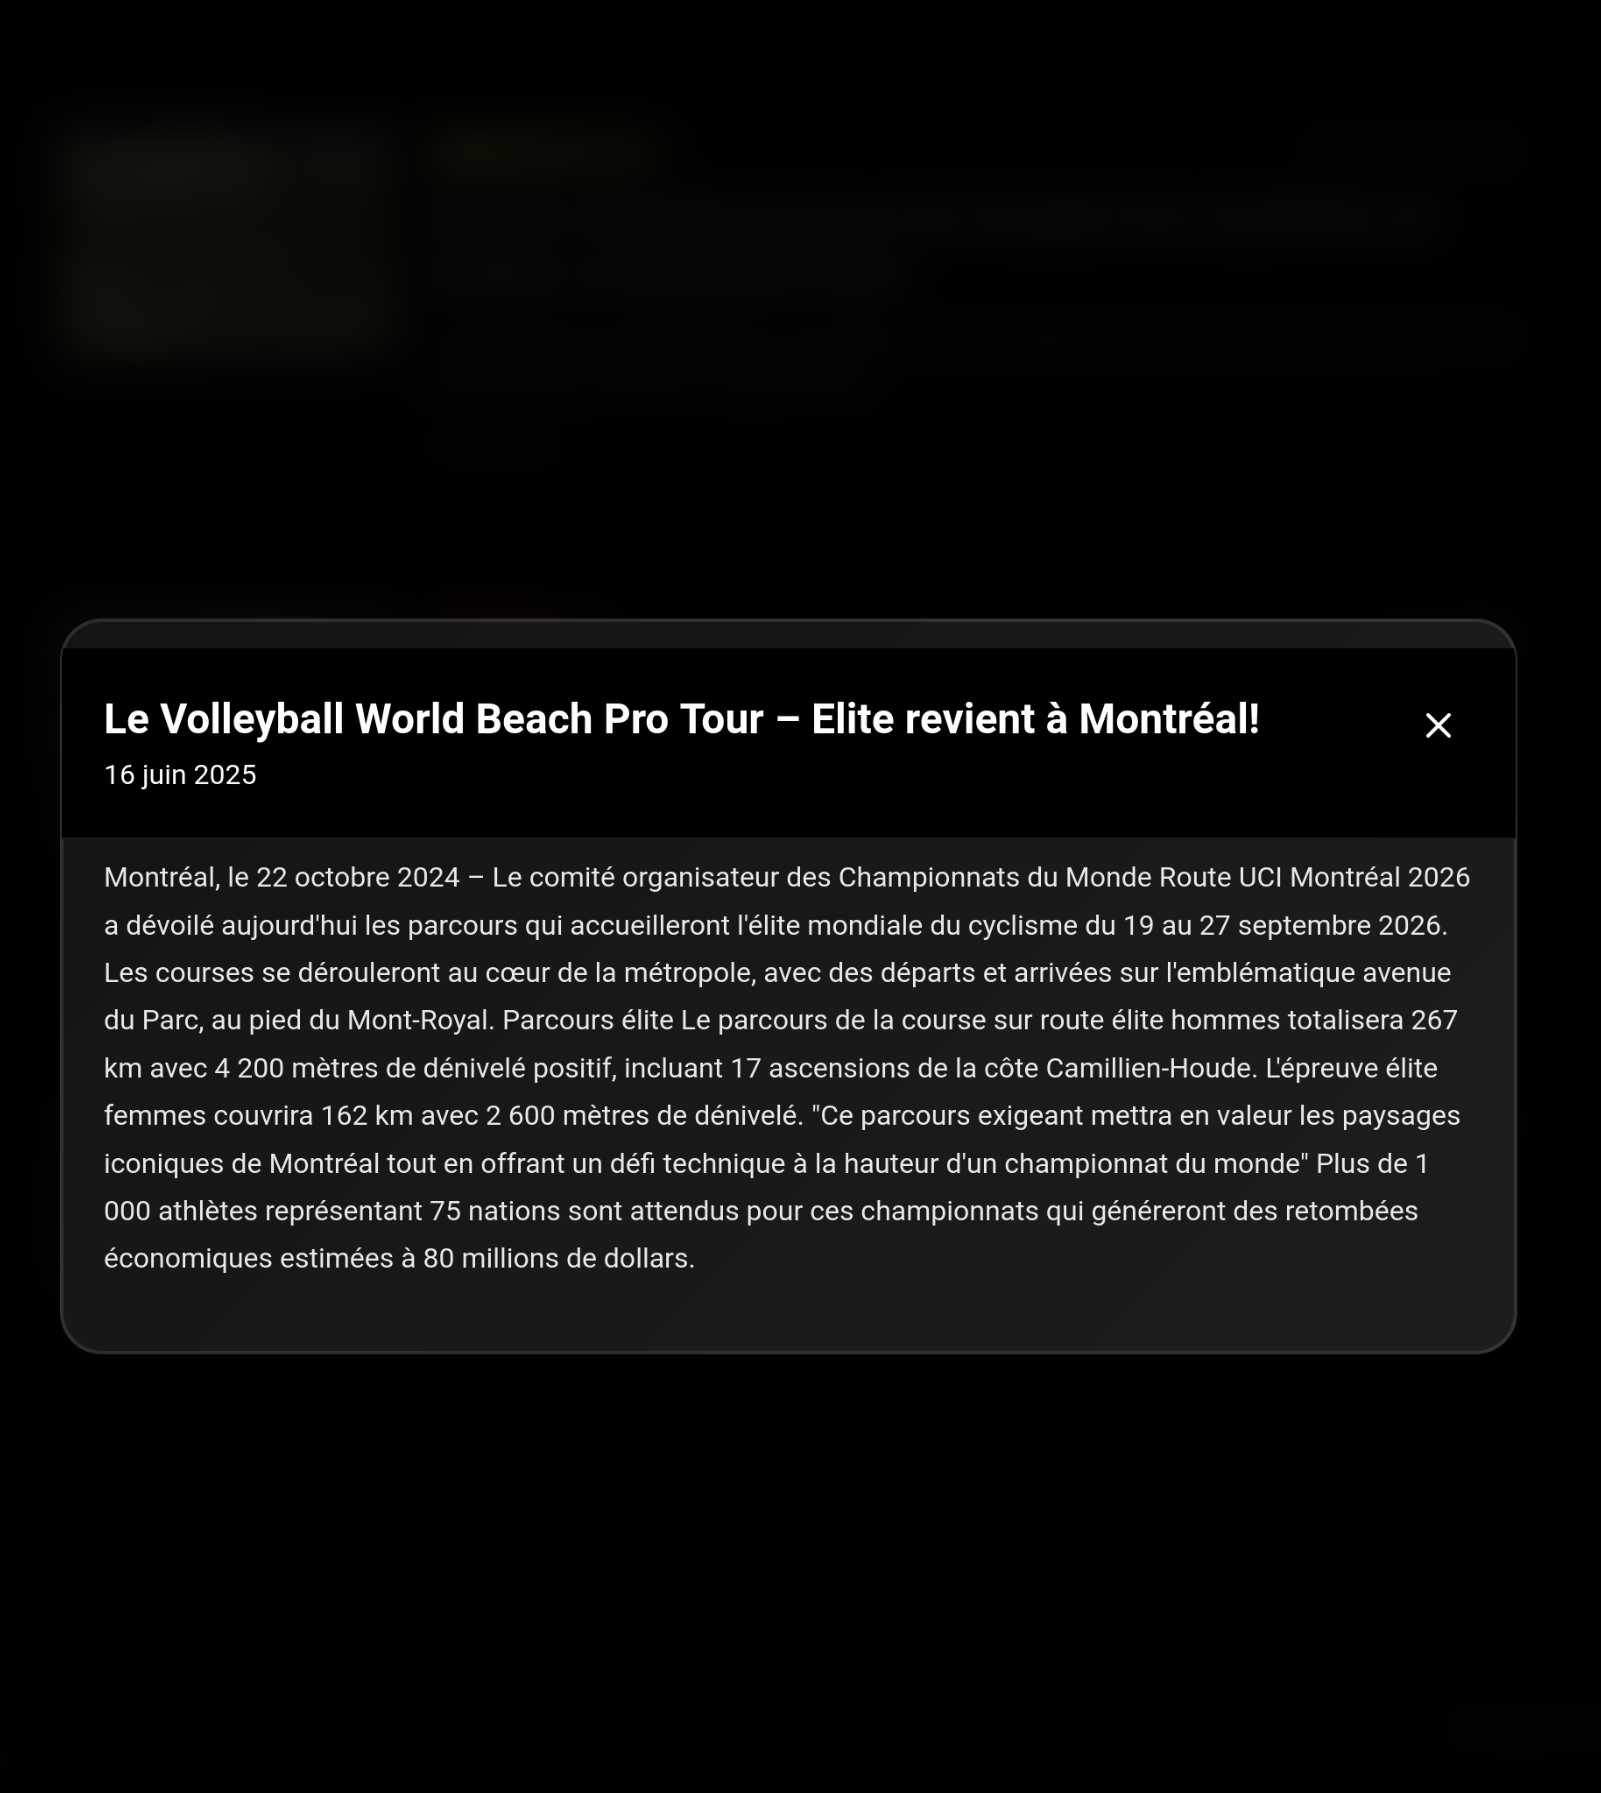 Le Volleyball World Beach Pro Tour – Elite revient à Montréal!
16 juin 2025
Montréal, le 22 octobre 2024 – Le comité organisateur des Championnats du Monde Route UCI Montréal 2026
a dévoilé aujourd'hui les parcours qui accueilleront l'élite mondiale du cyclisme du 19 au 27 septembre 2026.
Les courses se dérouleront au cœur de la métropole, avec des départs et arrivées sur l'emblématique avenue
du Parc, au pied du Mont-Royal. Parcours élite Le parcours de la course sur route élite hommes totalisera 267
km avec 4 200 mètres de dénivelé positif, incluant 17 ascensions de la côte Camillien-Houde. L'épreuve élite
femmes couvrira 162 km avec 2 600 mètres de dénivelé. "Ce parcours exigeant mettra en valeur les paysages
iconiques de Montréal tout en offrant un défi technique à la hauteur d'un championnat du monde" Plus de 1
000 athlètes représentant 75 nations sont attendus pour ces championnats qui généreront des retombées
économiques estimées à 80 millions de dollars.